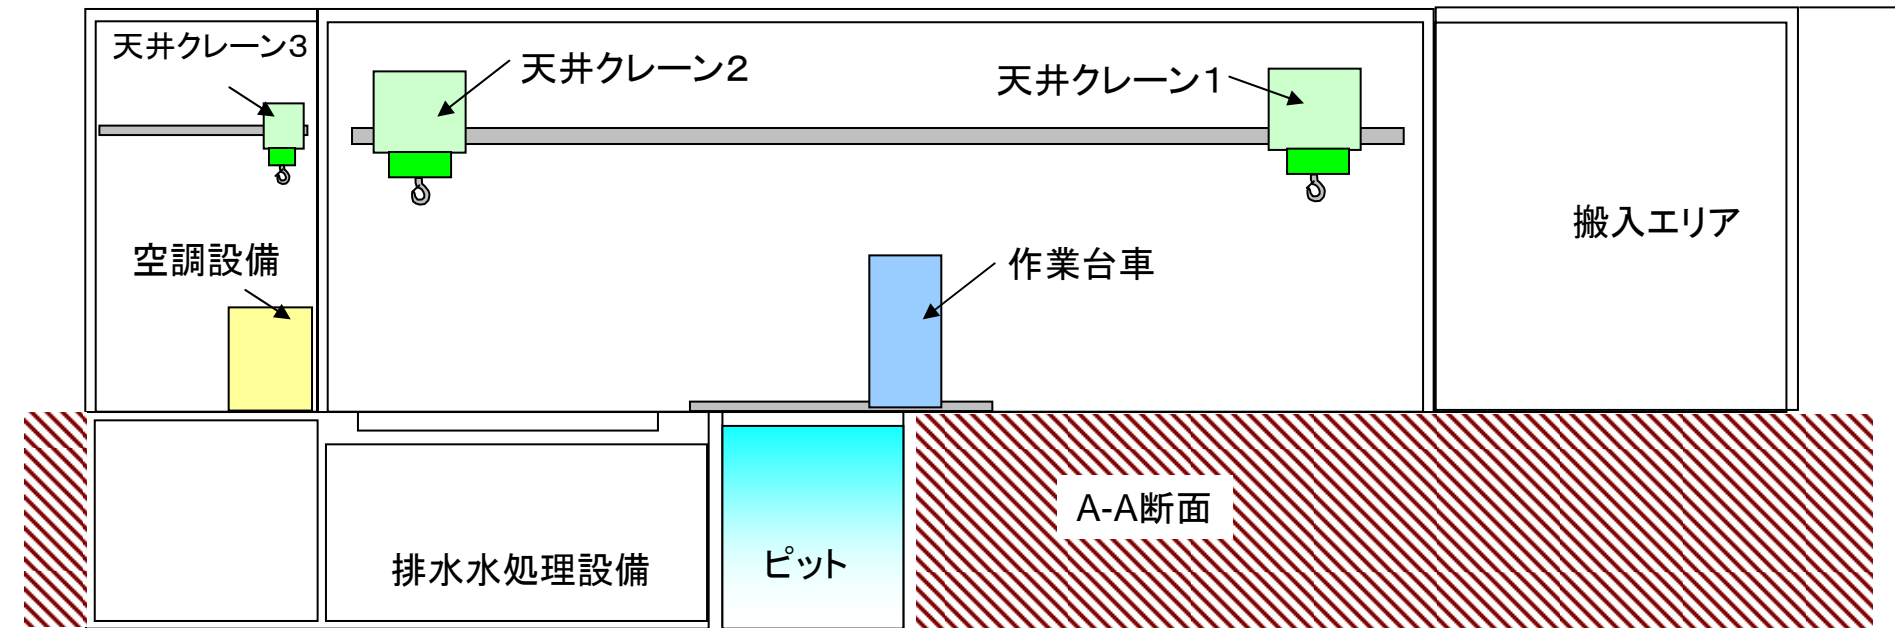 天井クレーン3
天井クレーン2
天井クレーン1
搬入エリア
空調設備
作業台車
A-A断面
排水水処理設備
ピット